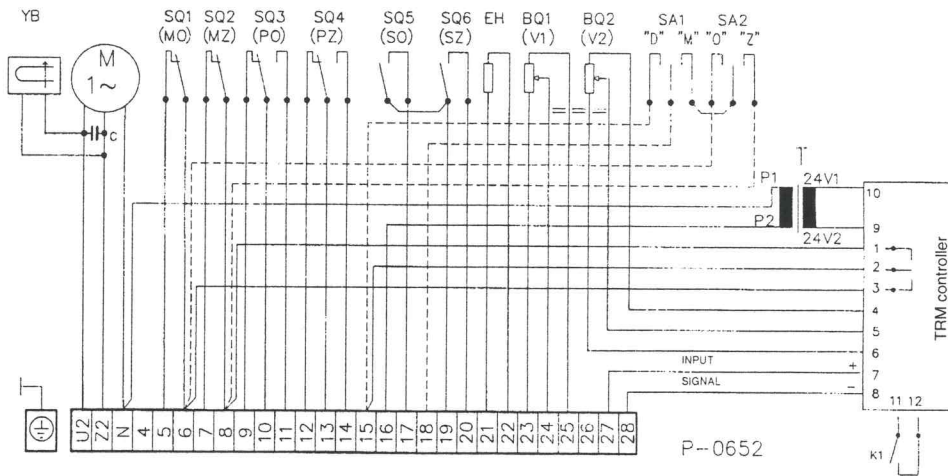 YB
M
1~
C
SQ1 SQ2 SQ3 SQ4 SQ5 SQ6 EH BQ1 BQ2 SA1 SA2
(MO) (MZ) (PO) (PZ) (SO) (SZ) (V1) (V2) "D" "M" "O" "Z"
T
P1 24V1
P2 24V2
10
9
1
2
3
4
5
6
7
8
INPUT +
SIGNAL −
11 12
K1
TRM controller
U2 Z2 N 4 5 6 7 8 9 10 11 12 13 14 15 16 17 18 19 20 21 22 23 24 25 26 27 28
P-0652